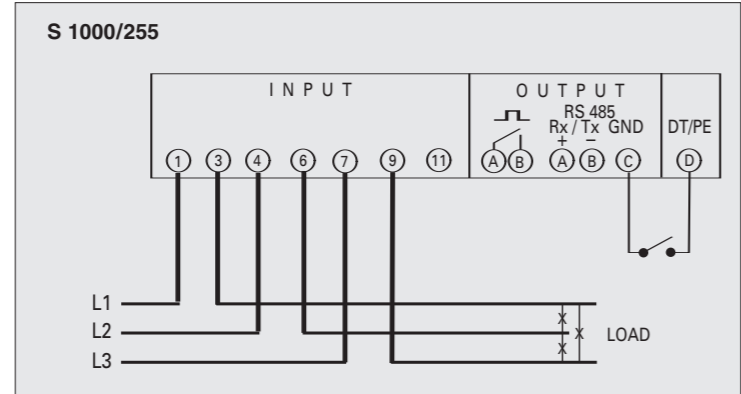 S 1000/255
INPUT
OUTPUT
RS 485
Rx / Tx GND
DT/PE
+ −
1 3 4 6 7 9 11 A B A B C D
L1
L2
L3
x
x
x
LOAD